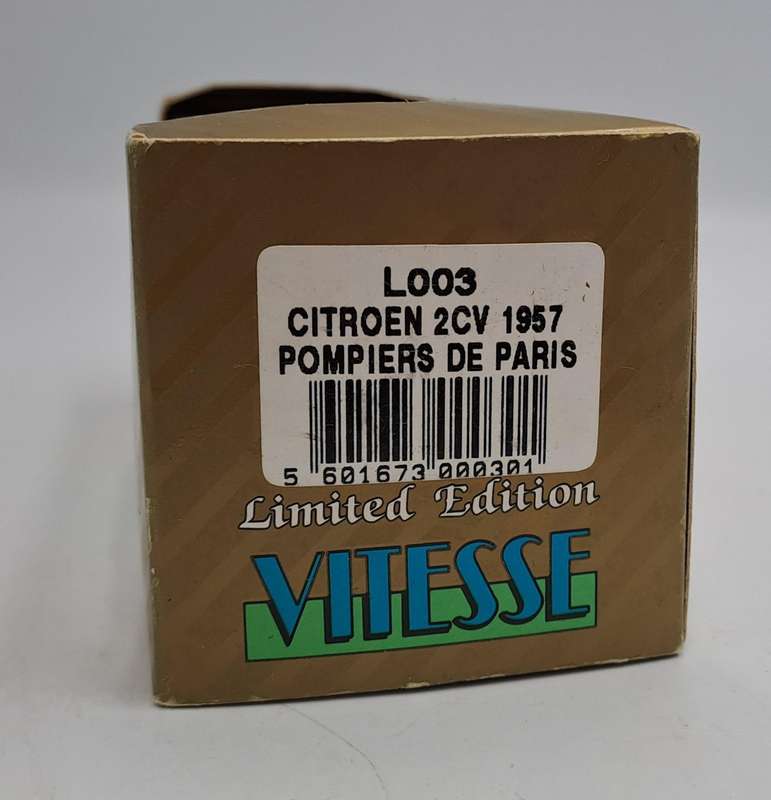 L003
CITROEN 2CV 1957
POMPIERS DE PARIS
5 601673 000301
Limited Edition
VITESSE